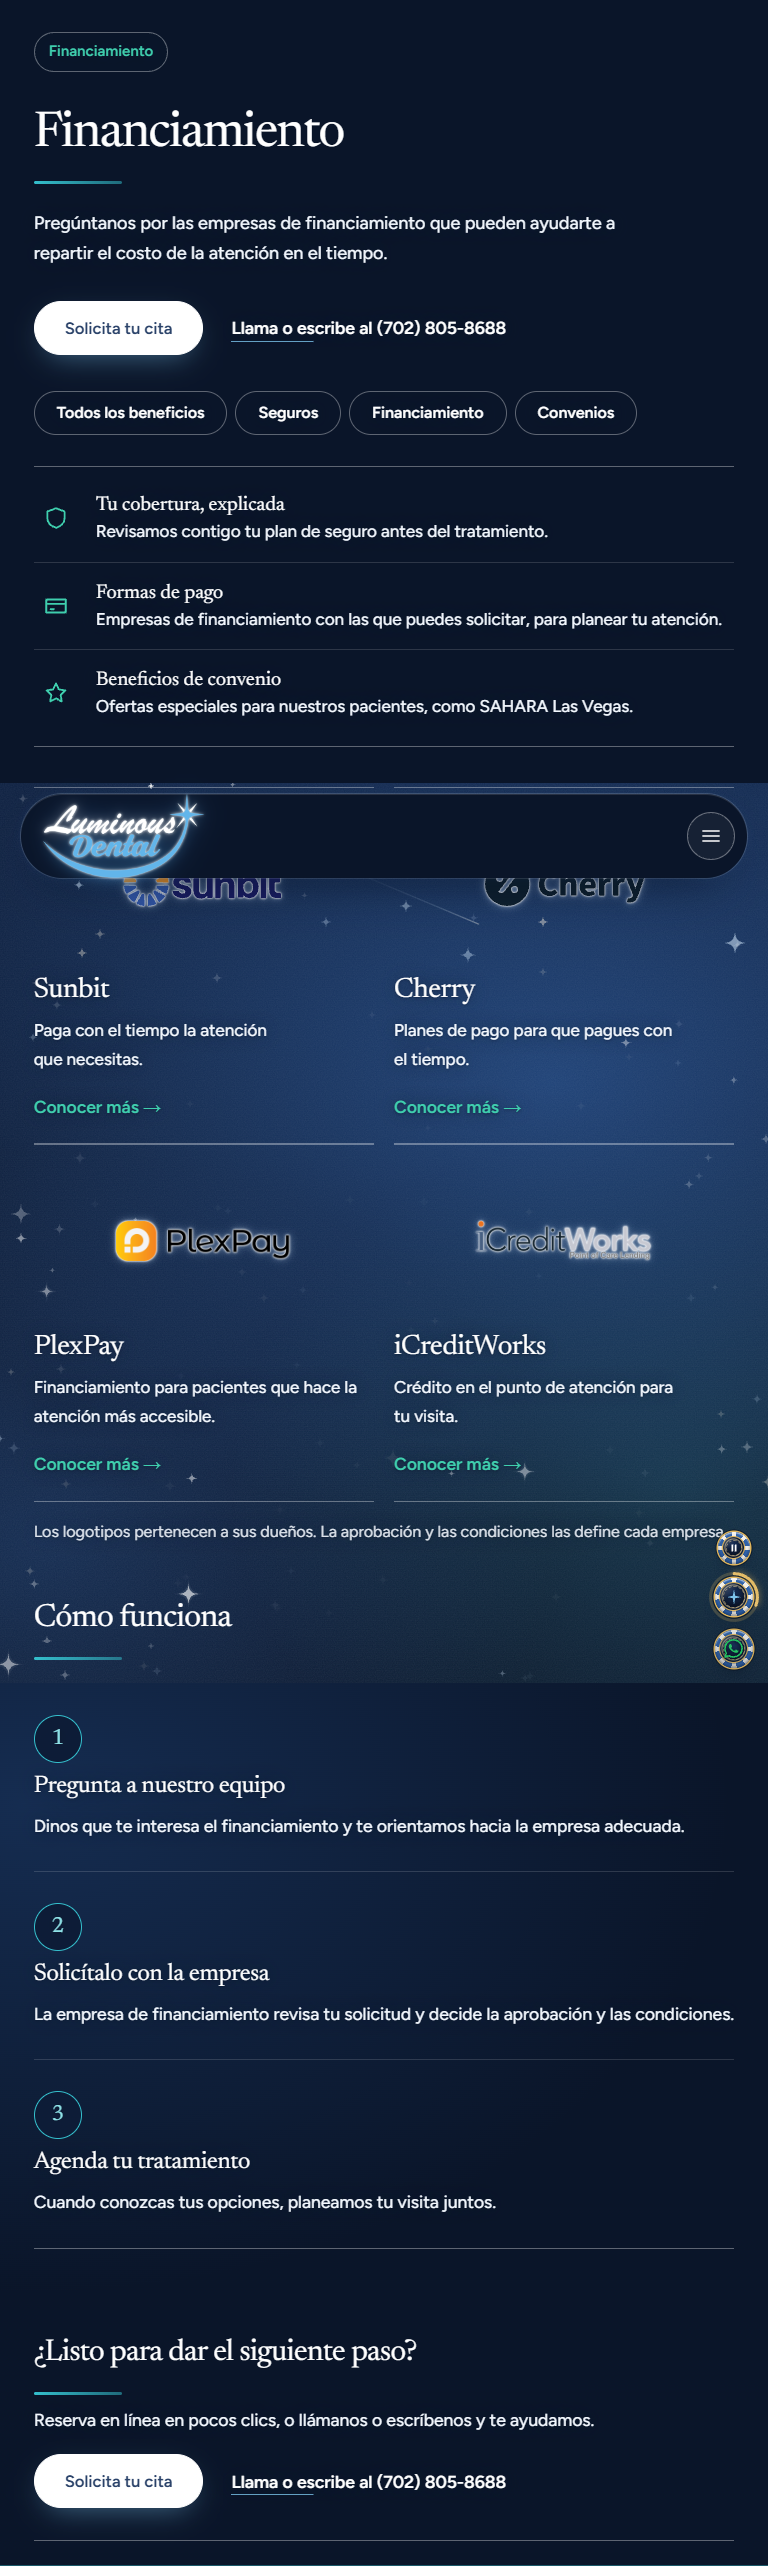 Financiamiento
Financiamiento
Pregúntanos por las empresas de financiamiento que pueden ayudarte a
repartir el costo de la atención en el tiempo.
Solicita tu cita
Llama o escribe al (702) 805-8688
Todos los beneficios
Seguros
Financiamiento
Convenios
Tu cobertura, explicada
Revisamos contigo tu plan de seguro antes del tratamiento.
Formas de pago
Empresas de financiamiento con las que puedes solicitar, para planear tu atención.
Beneficios de convenio
Ofertas especiales para nuestros pacientes, como SAHARA Las Vegas.
Luminous
Dental
sunbit
Cherry
Sunbit
Paga con el tiempo la atención
que necesitas.
Conocer más →
Cherry
Planes de pago para que pagues con
el tiempo.
Conocer más →
PlexPay
iCreditWorks
Point of Care Lending
PlexPay
Financiamiento para pacientes que hace la
atención más accesible.
Conocer más →
iCreditWorks
Crédito en el punto de atención para
tu visita.
Conocer más →
Los logotipos pertenecen a sus dueños. La aprobación y las condiciones las define cada empresa.
Cómo funciona
1
Pregunta a nuestro equipo
Dinos que te interesa el financiamiento y te orientamos hacia la empresa adecuada.
2
Solicítalo con la empresa
La empresa de financiamiento revisa tu solicitud y decide la aprobación y las condiciones.
3
Agenda tu tratamiento
Cuando conozcas tus opciones, planeamos tu visita juntos.
¿Listo para dar el siguiente paso?
Reserva en línea en pocos clics, o llámanos o escríbenos y te ayudamos.
Solicita tu cita
Llama o escribe al (702) 805-8688